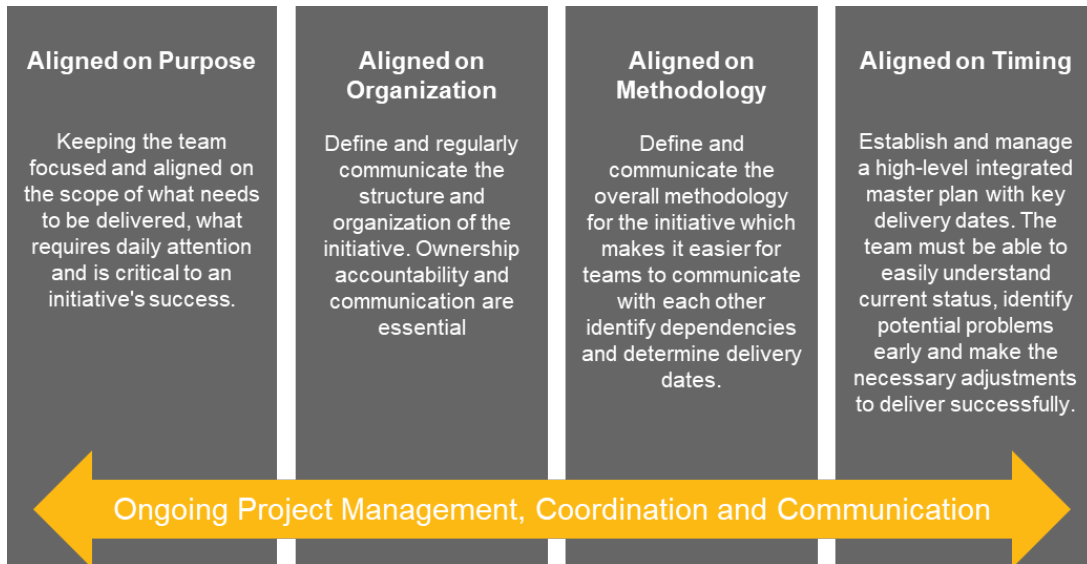 Aligned on Purpose
Keeping the team
focused and aligned on
the scope of what needs
to be delivered, what
requires daily attention
and is critical to an
initiative's success.
Aligned on
Organization
Define and regularly
communicate the
structure and
organization of the
initiative. Ownership
accountability and
communication are
essential
Aligned on
Methodology
Define and
communicate the
overall methodology
for the initiative which
makes it easier for
teams to communicate
with each other
identify dependencies
and determine delivery
dates.
Aligned on Timing
Establish and manage
a high-level integrated
master plan with key
delivery dates. The
team must be able to
easily understand
current status, identify
potential problems
early and make the
necessary adjustments
to deliver successfully.
Ongoing Project Management, Coordination and Communication